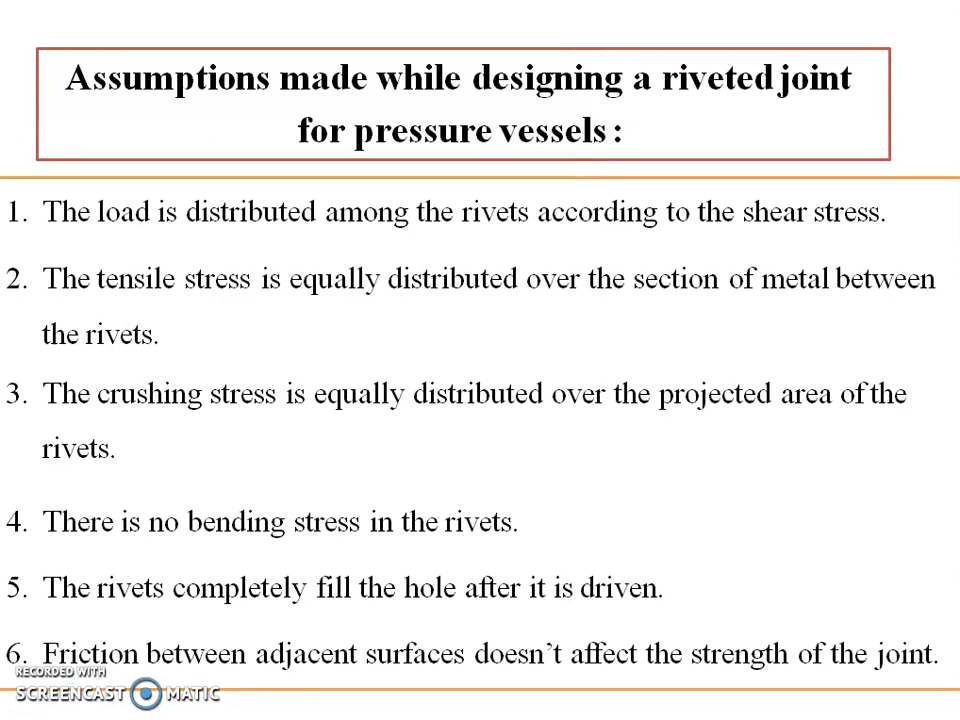 Assumptions made while designing a riveted joint
for pressure vessels :
1. The load is distributed among the rivets according to the shear stress.
2. The tensile stress is equally distributed over the section of metal between
the rivets.
3. The crushing stress is equally distributed over the projected area of the
rivets.
4. There is no bending stress in the rivets.
5. The rivets completely fill the hole after it is driven.
6. Friction between adjacent surfaces doesn’t affect the strength of the joint.
RECORDED WITH
SCREENCAST MATIC